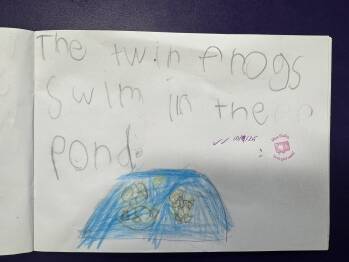 The twin frogs
swim in the
pond.